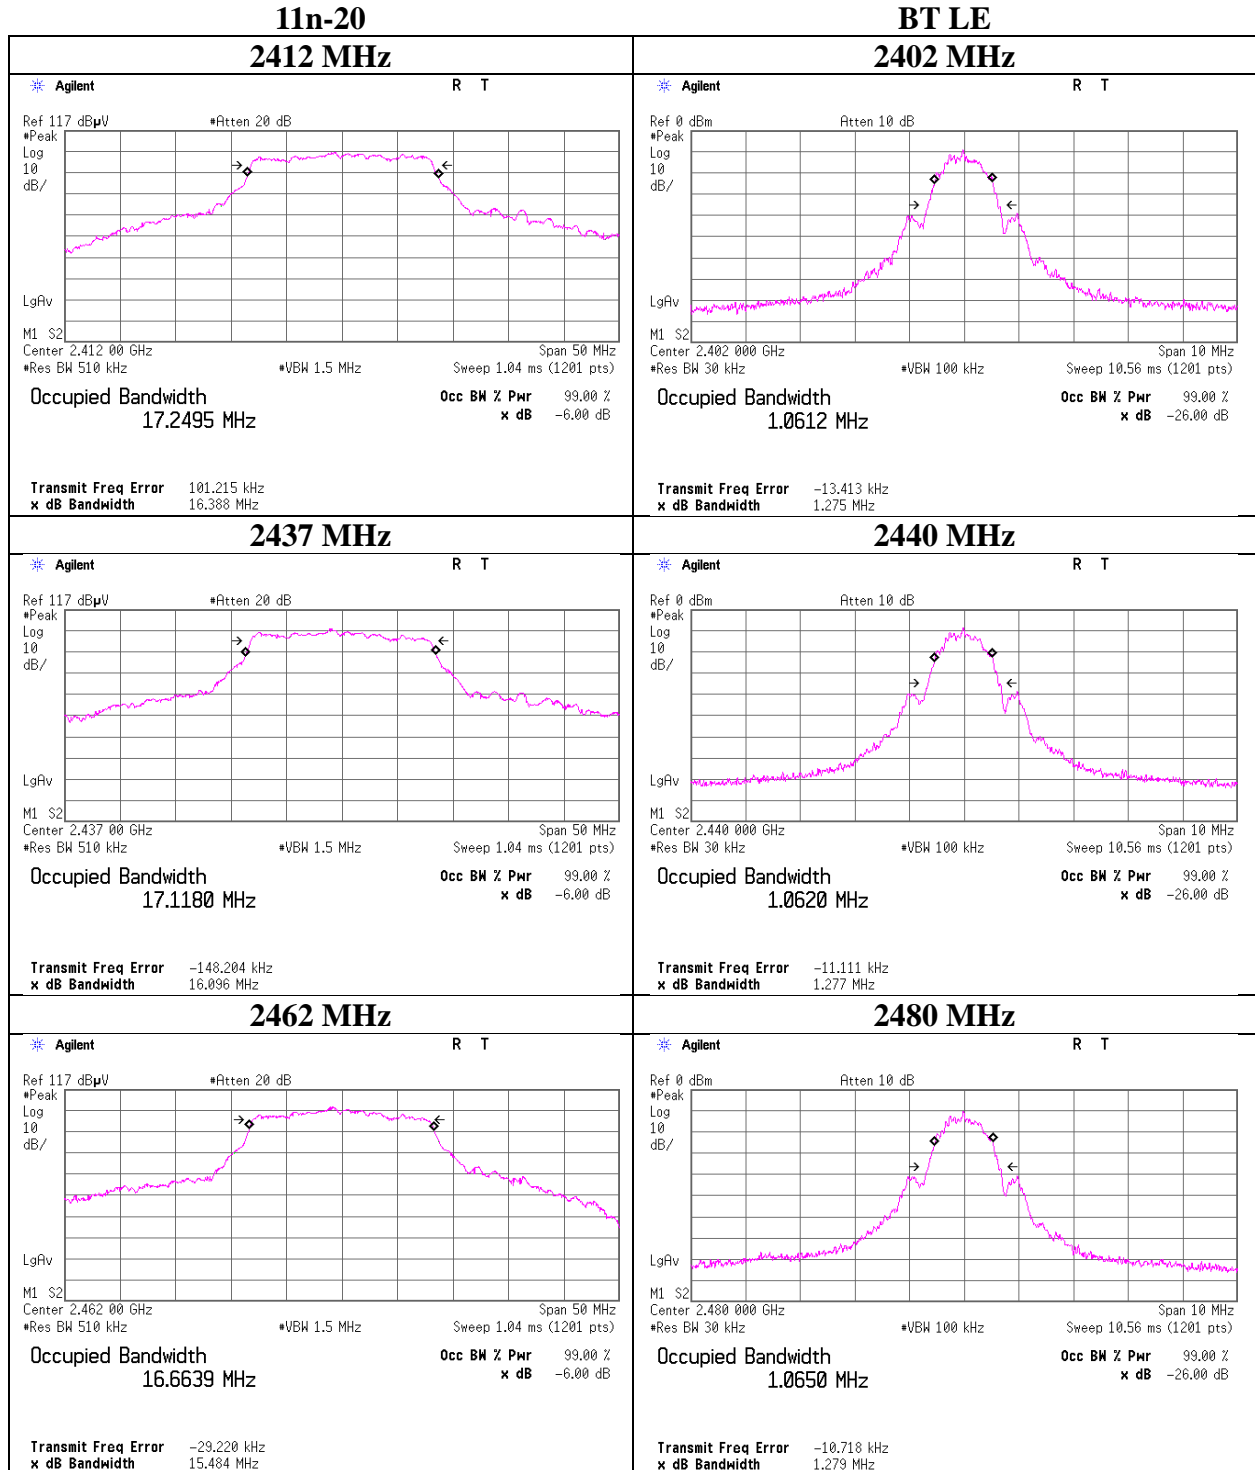 11n-20 BT LE
2412 MHz 2402 MHz
Agilent R T
Ref 117 dBµV #Atten 20 dB
#Peak
Log
10
dB/
LgAv
M1 S2
Center 2.412 00 GHz Span 50 MHz
#Res BW 510 kHz #VBW 1.5 MHz Sweep 1.04 ms (1201 pts)
Occupied Bandwidth Occ BW % Pwr 99.00 %
17.2495 MHz x dB -6.00 dB
Transmit Freq Error 101.215 kHz
x dB Bandwidth 16.388 MHz
Agilent R T
Ref 0 dBm Atten 10 dB
#Peak
Log
10
dB/
LgAv
M1 S2
Center 2.402 000 GHz Span 10 MHz
#Res BW 30 kHz #VBW 100 kHz Sweep 10.56 ms (1201 pts)
Occupied Bandwidth Occ BW % Pwr 99.00 %
1.0612 MHz x dB -26.00 dB
Transmit Freq Error -13.413 kHz
x dB Bandwidth 1.275 MHz
2437 MHz 2440 MHz
Agilent R T
Ref 117 dBµV #Atten 20 dB
#Peak
Log
10
dB/
LgAv
M1 S2
Center 2.437 00 GHz Span 50 MHz
#Res BW 510 kHz #VBW 1.5 MHz Sweep 1.04 ms (1201 pts)
Occupied Bandwidth Occ BW % Pwr 99.00 %
17.1180 MHz x dB -6.00 dB
Transmit Freq Error -148.204 kHz
x dB Bandwidth 16.096 MHz
Agilent R T
Ref 0 dBm Atten 10 dB
#Peak
Log
10
dB/
LgAv
M1 S2
Center 2.440 000 GHz Span 10 MHz
#Res BW 30 kHz #VBW 100 kHz Sweep 10.56 ms (1201 pts)
Occupied Bandwidth Occ BW % Pwr 99.00 %
1.0620 MHz x dB -26.00 dB
Transmit Freq Error -11.111 kHz
x dB Bandwidth 1.277 MHz
2462 MHz 2480 MHz
Agilent R T
Ref 117 dBµV #Atten 20 dB
#Peak
Log
10
dB/
LgAv
M1 S2
Center 2.462 00 GHz Span 50 MHz
#Res BW 510 kHz #VBW 1.5 MHz Sweep 1.04 ms (1201 pts)
Occupied Bandwidth Occ BW % Pwr 99.00 %
16.6639 MHz x dB -6.00 dB
Transmit Freq Error -29.220 kHz
x dB Bandwidth 15.484 MHz
Agilent R T
Ref 0 dBm Atten 10 dB
#Peak
Log
10
dB/
LgAv
M1 S2
Center 2.480 000 GHz Span 10 MHz
#Res BW 30 kHz #VBW 100 kHz Sweep 10.56 ms (1201 pts)
Occupied Bandwidth Occ BW % Pwr 99.00 %
1.0650 MHz x dB -26.00 dB
Transmit Freq Error -10.718 kHz
x dB Bandwidth 1.279 MHz